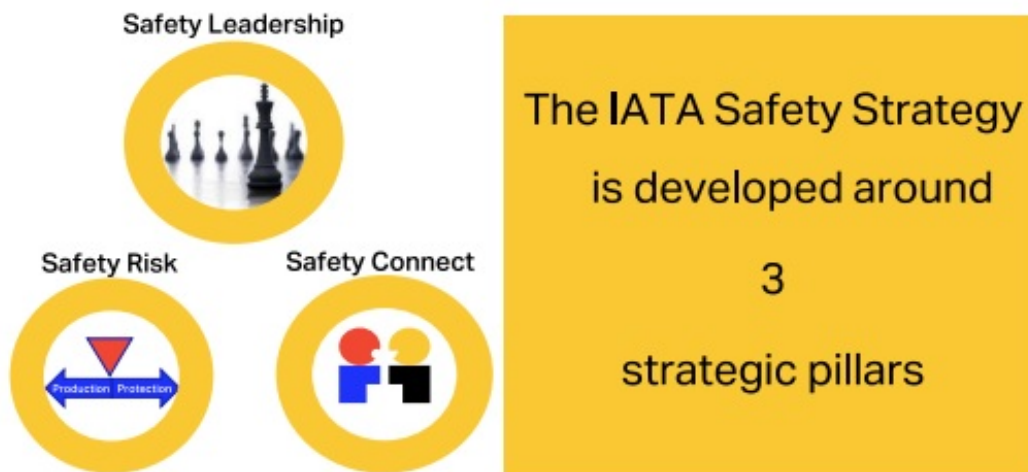 Safety Leadership
Safety Risk
Safety Connect
Production Protection
The IATA Safety Strategy
is developed around
3
strategic pillars